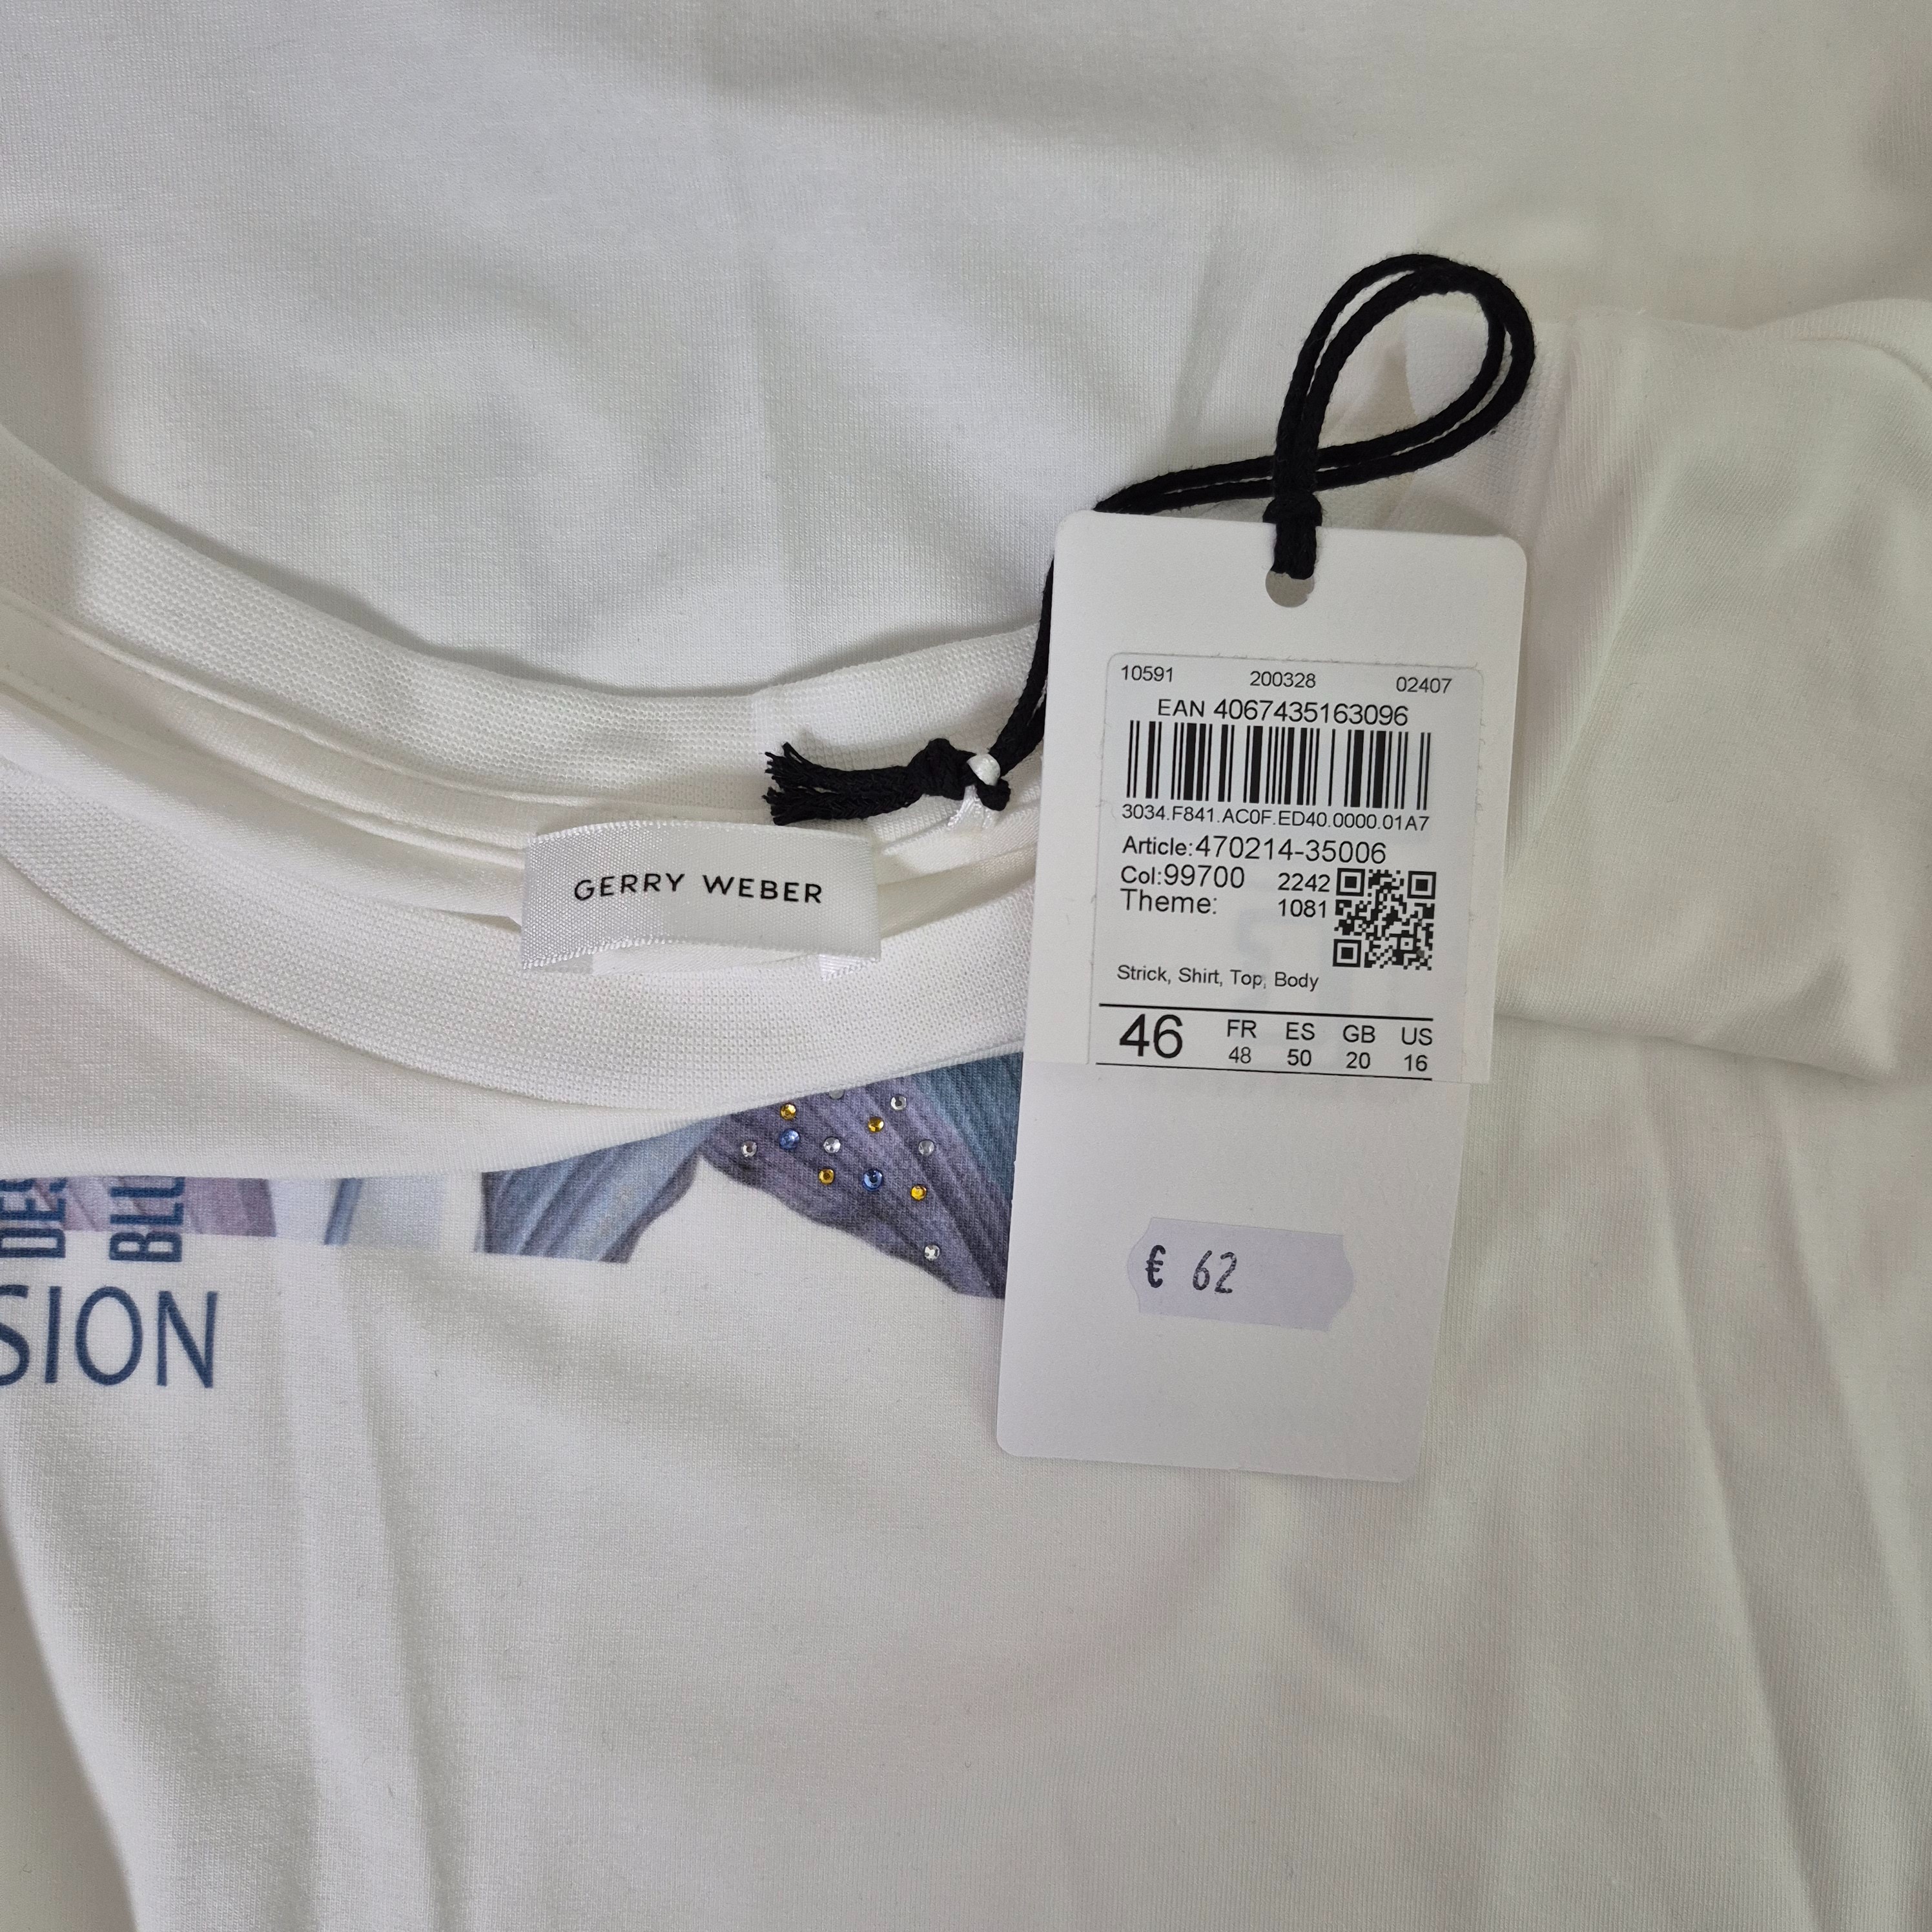 GERRY WEBER
10591 200328 02407
EAN 4067435163096
3034.F841.AC0F.ED40.0000.01A7
Article:470214-35006
Col:99700 2242
Theme: 1081
Strick, Shirt, Top, Body
46 FR ES GB US
48 50 20 16
€ 62
SION